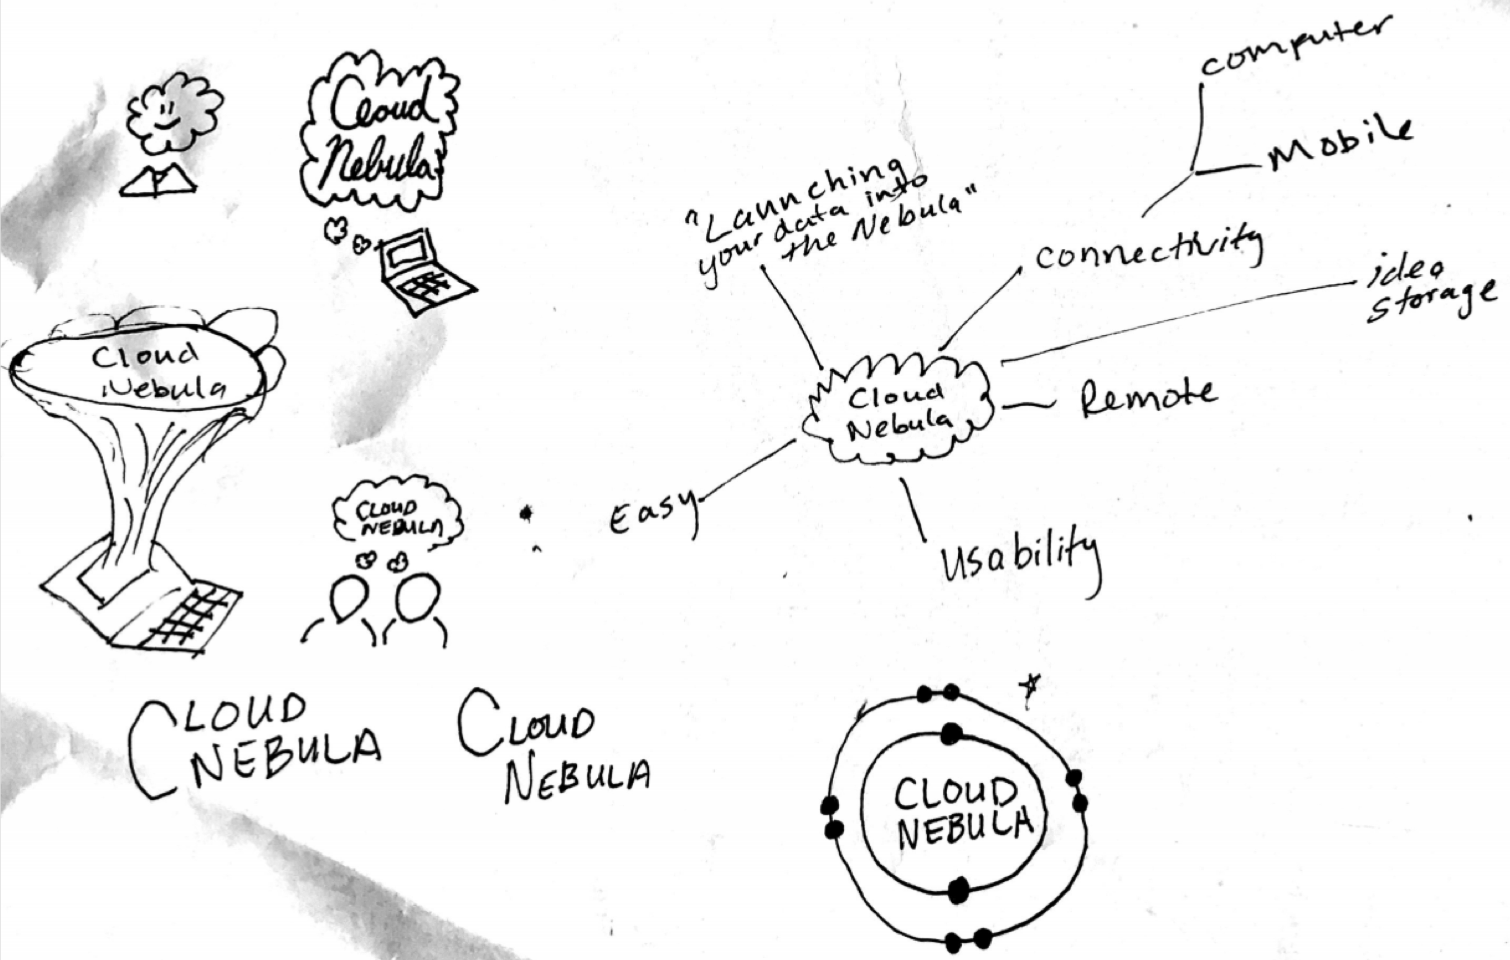 Cloud
Nebula
Cloud
Nebula
CLOUD
NEBULA
CLOUD
NEBULA
CLOUD
NEBULA
"Launching
your data into
the Nebula"
computer
Mobile
connectivity
idea
storage
Cloud
Nebula
Remote
Easy
Usability
CLOUD
NEBULA